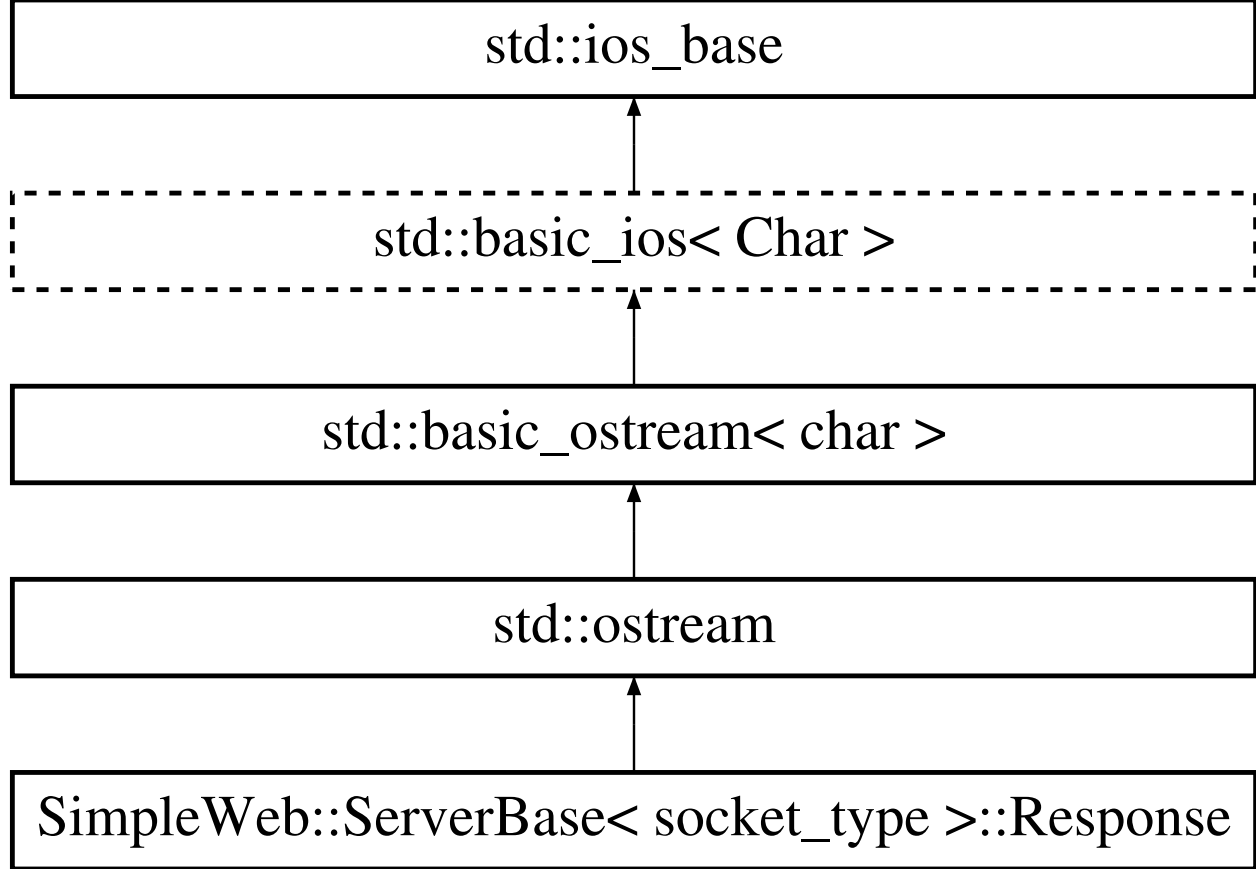 std::ios_base
std::basic_ios< Char >
std::basic_ostream< char >
std::ostream
SimpleWeb::ServerBase< socket_type >::Response